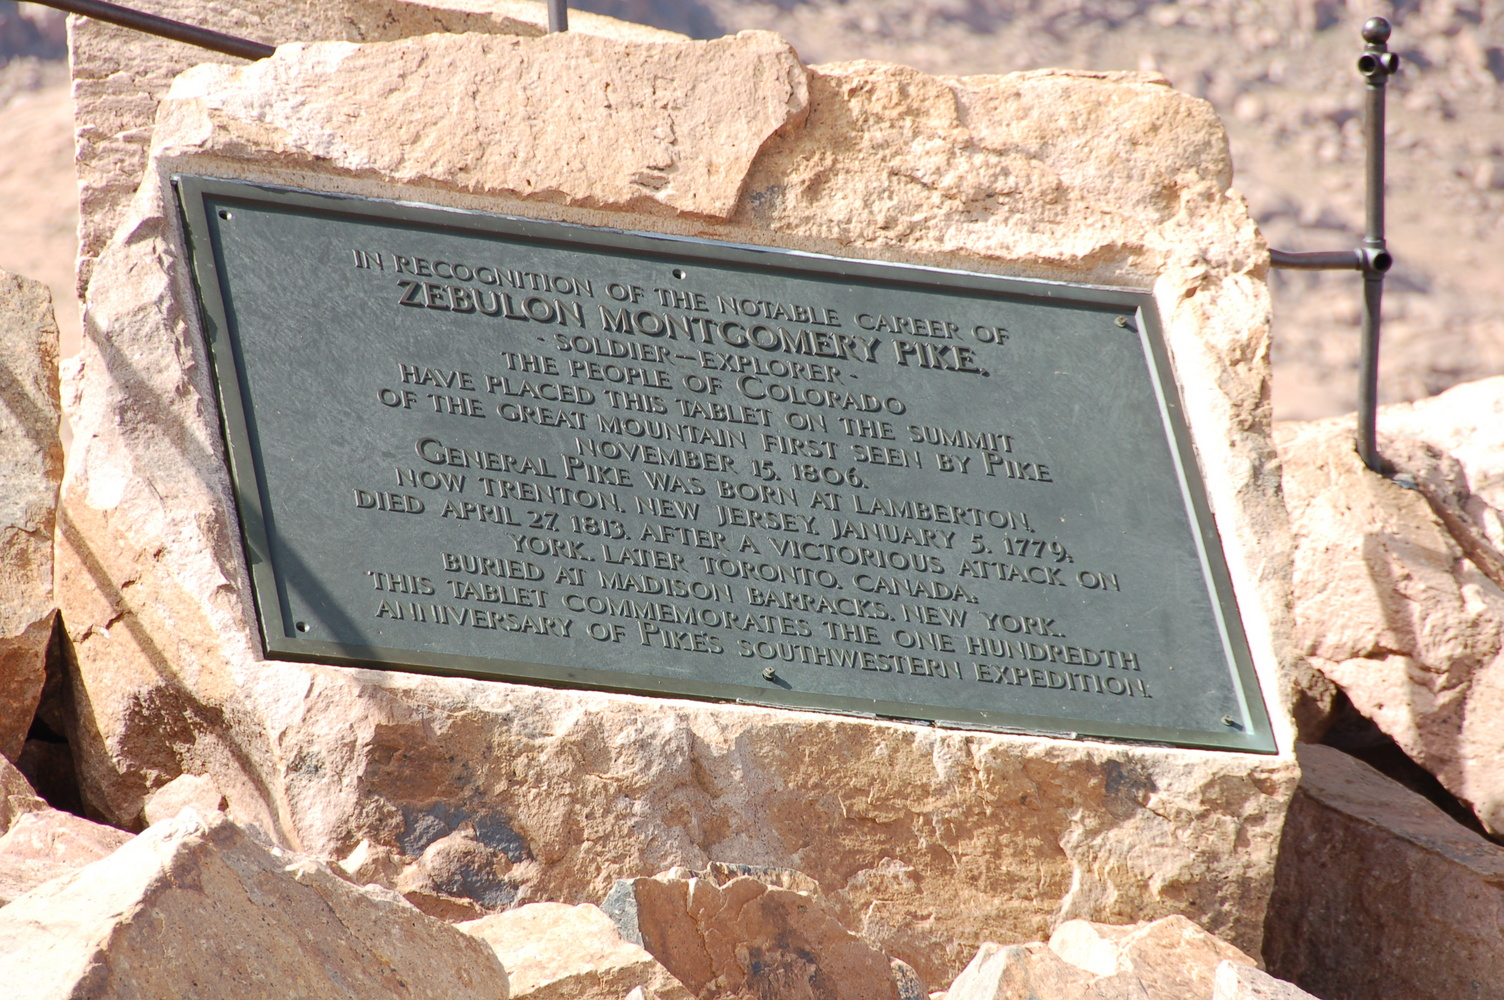 IN RECOGNITION OF THE NOTABLE CAREER OF
ZEBULON MONTGOMERY PIKE,
- SOLDIER—EXPLORER -
THE PEOPLE OF COLORADO
HAVE PLACED THIS TABLET ON THE SUMMIT
OF THE GREAT MOUNTAIN FIRST SEEN BY PIKE
NOVEMBER 15, 1806.
GENERAL PIKE WAS BORN AT LAMBERTON,
NOW TRENTON, NEW JERSEY, JANUARY 5, 1779,
DIED APRIL 27, 1813, AFTER A VICTORIOUS ATTACK ON
YORK, LATER TORONTO, CANADA;
BURIED AT MADISON BARRACKS, NEW YORK.
THIS TABLET COMMEMORATES THE ONE HUNDREDTH
ANNIVERSARY OF PIKE'S SOUTHWESTERN EXPEDITION.